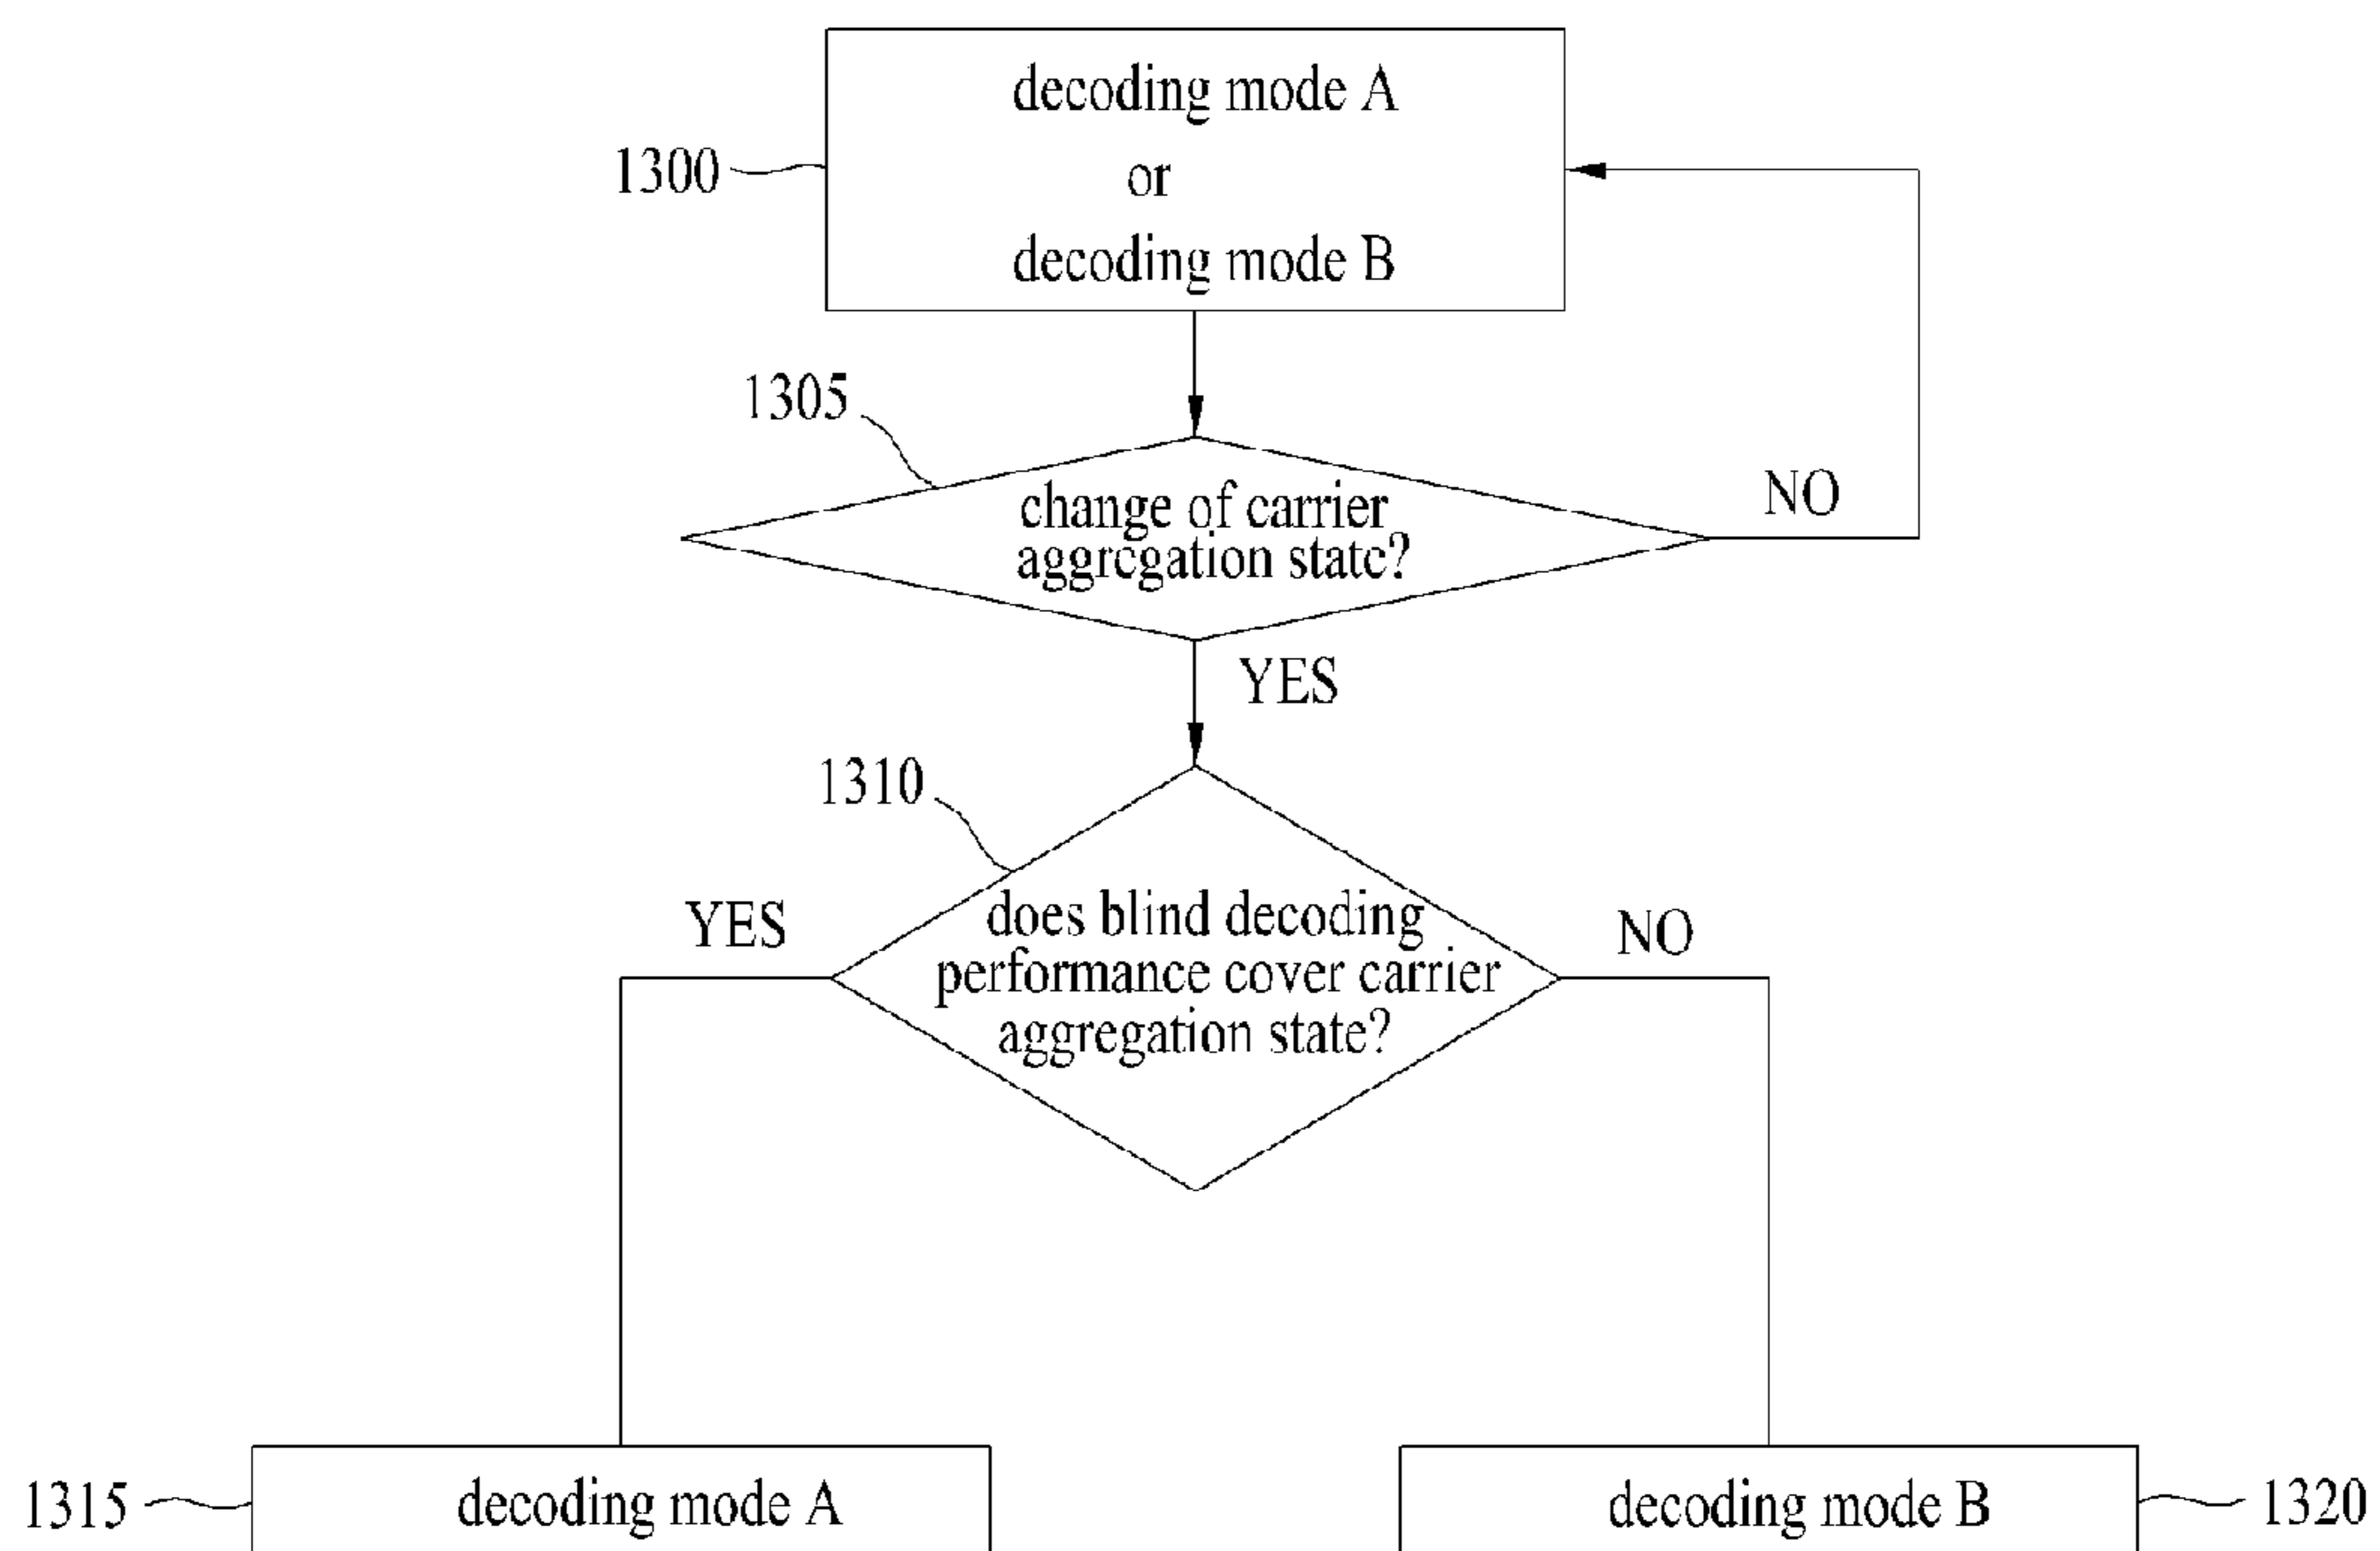 decoding mode A
1300
or
decoding mode B
1305
change of carrier
aggregation state?
NO
YES
1310
does blind decoding
performance cover carrier
aggregation state?
YES
NO
1315
decoding mode A
decoding mode B
1320